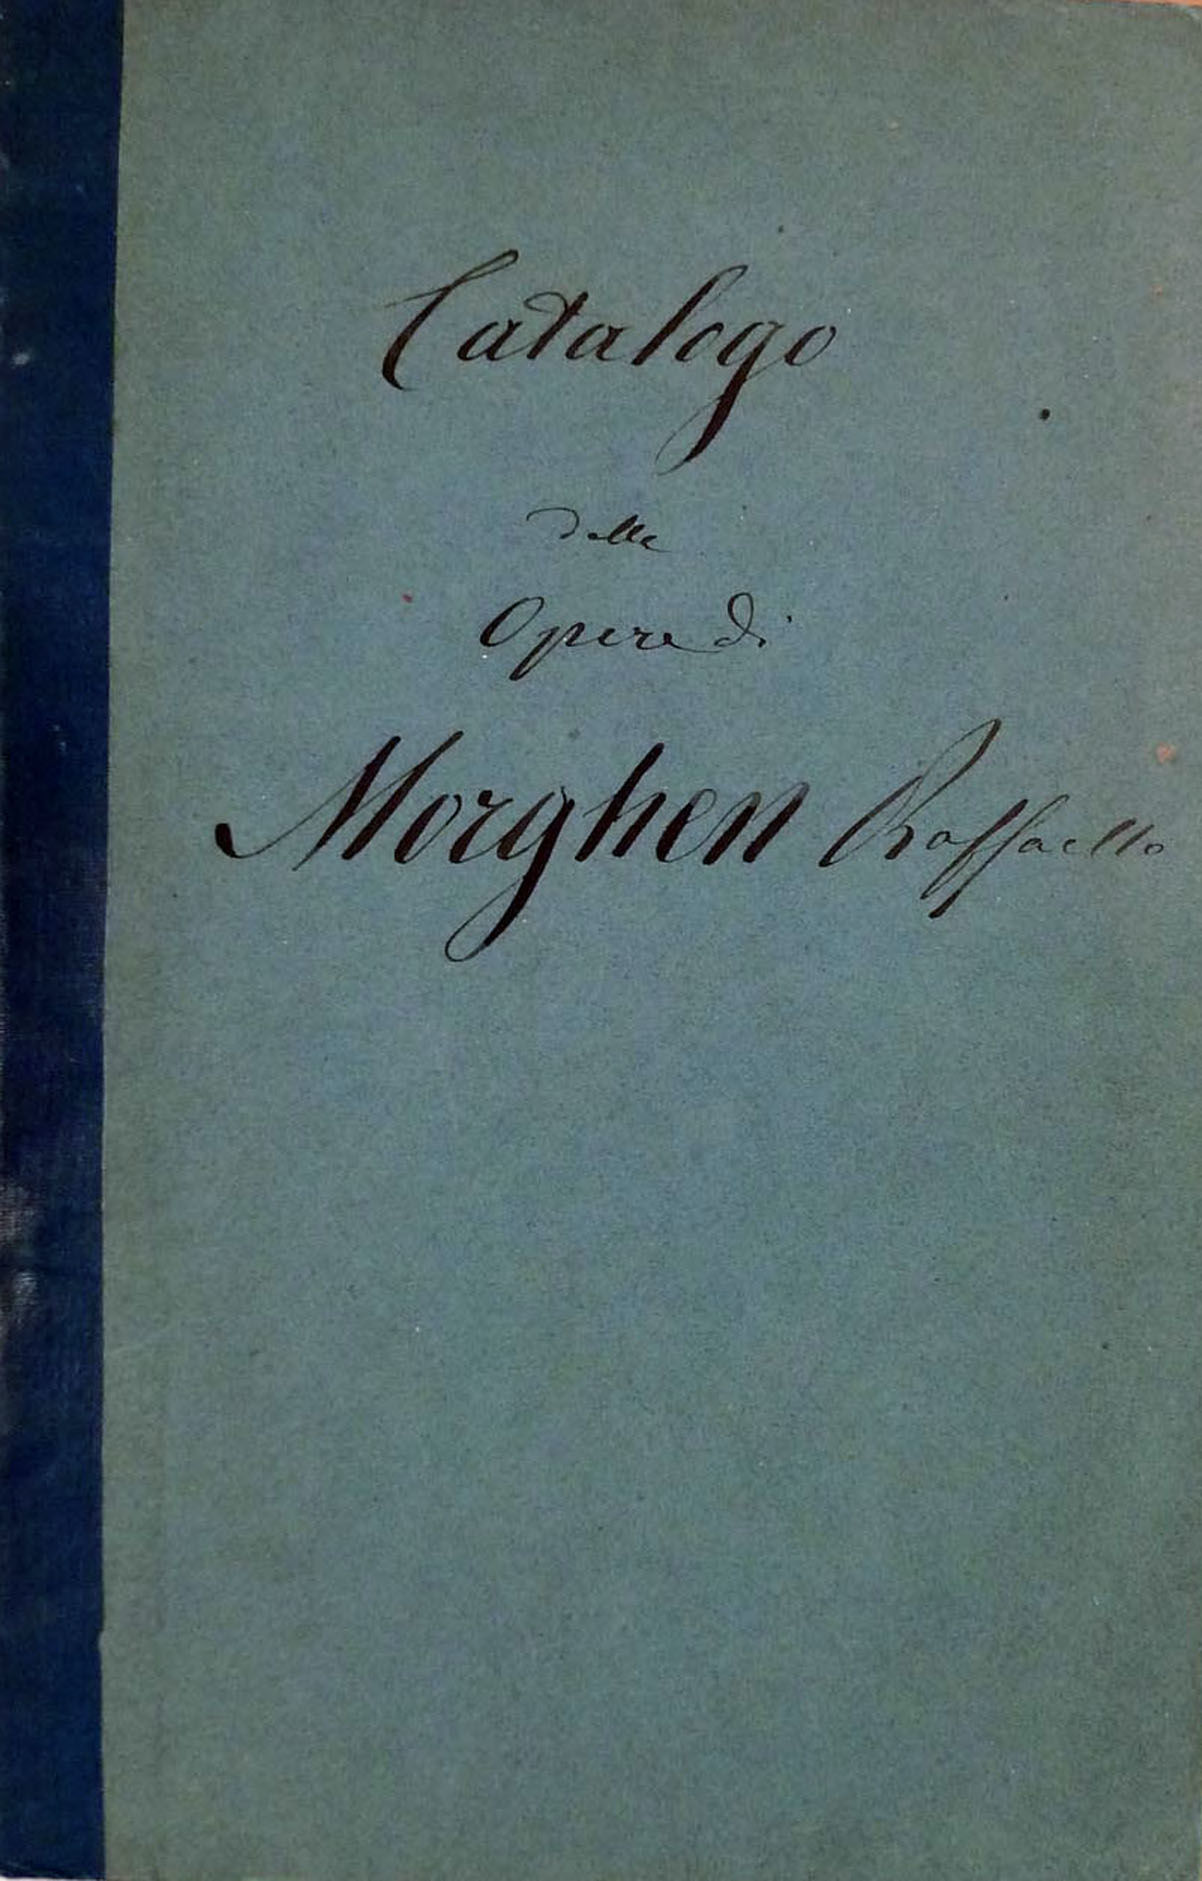 Catalogo
delle
Opere di
Morghen Raffaello